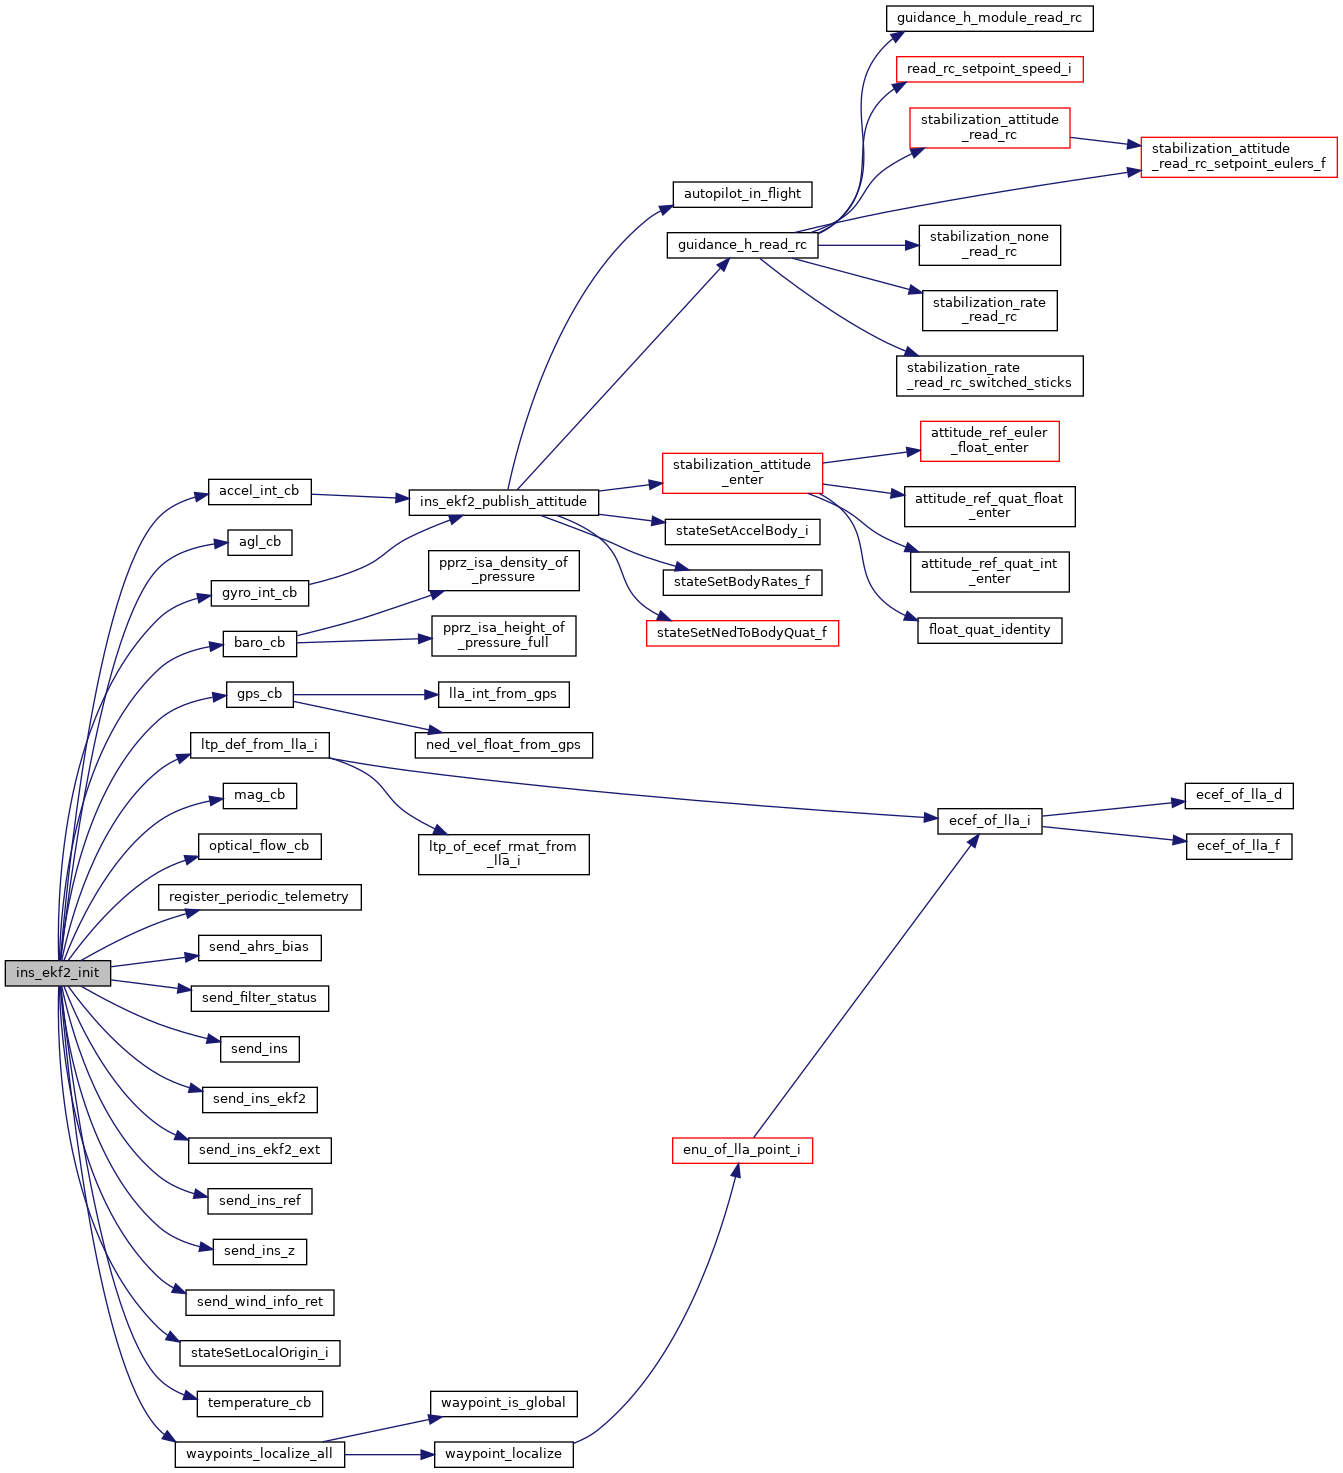 guidance_h_module_read_rc
read_rc_setpoint_speed_i
stabilization_attitude
_read_rc
stabilization_attitude
_read_rc_setpoint_eulers_f
autopilot_in_flight
guidance_h_read_rc
stabilization_none
_read_rc
stabilization_rate
_read_rc
stabilization_rate
_read_rc_switched_sticks
attitude_ref_euler
_float_enter
stabilization_attitude
_enter
accel_int_cb
ins_ekf2_publish_attitude
attitude_ref_quat_float
_enter
stateSetAccelBody_i
agl_cb
pprz_isa_density_of
_pressure
attitude_ref_quat_int
_enter
stateSetBodyRates_f
gyro_int_cb
float_quat_identity
stateSetNedToBodyQuat_f
baro_cb
pprz_isa_height_of
_pressure_full
gps_cb
lla_int_from_gps
ltp_def_from_lla_i
ned_vel_float_from_gps
mag_cb
ecef_of_lla_d
ecef_of_lla_i
optical_flow_cb
ltp_of_ecef_rmat_from
_lla_i
ecef_of_lla_f
register_periodic_telemetry
send_ahrs_bias
ins_ekf2_init
send_filter_status
send_ins
send_ins_ekf2
send_ins_ekf2_ext
enu_of_lla_point_i
send_ins_ref
send_ins_z
send_wind_info_ret
stateSetLocalOrigin_i
temperature_cb
waypoint_is_global
waypoints_localize_all
waypoint_localize